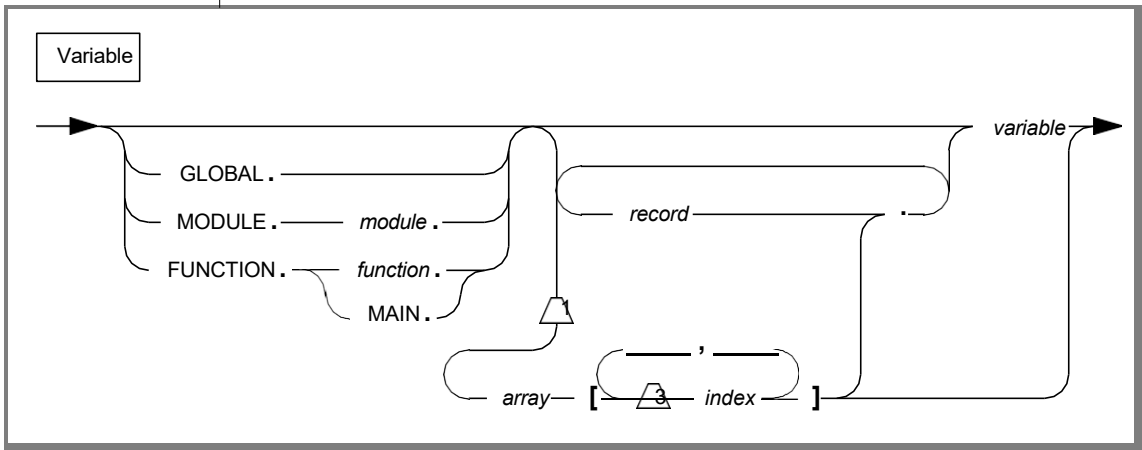 Variable
variable
GLOBAL.
record .
MODULE. module.
FUNCTION. function.
MAIN.
1
,
array [ 3 index ]